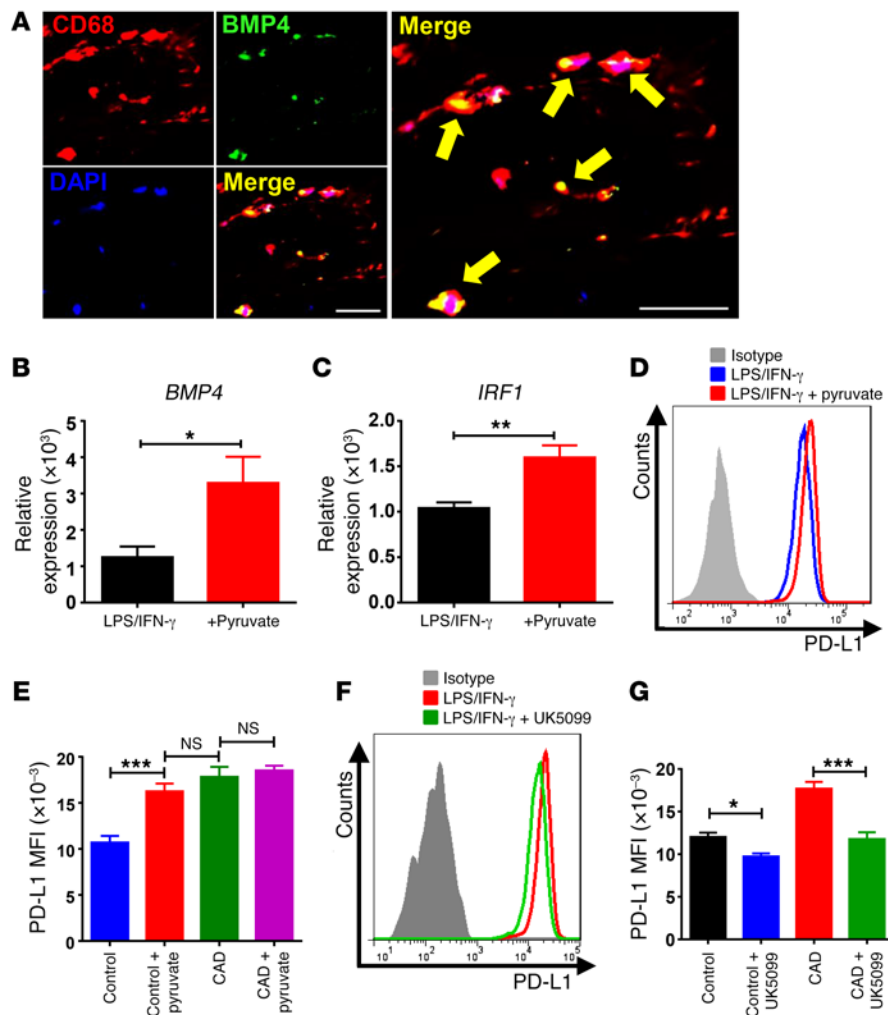 A
CD68
BMP4
Merge
DAPI
Merge
B
BMP4
*
Relative
expression (×10³)
5
4
3
2
1
0
LPS/IFN-γ
+Pyruvate
C
IRF1
**
Relative
expression (×10³)
2.0
1.5
1.0
0.5
0.0
LPS/IFN-γ
+Pyruvate
D
Isotype
LPS/IFN-γ
LPS/IFN-γ + pyruvate
Counts
10² 10³ 10⁴ 10⁵
PD-L1
E
PD-L1 MFI (×10⁻³)
20
15
10
5
0
***
NS
NS
Control
Control +
pyruvate
CAD
CAD +
pyruvate
F
Isotype
LPS/IFN-γ
LPS/IFN-γ + UK5099
Counts
10¹ 10² 10³ 10⁴ 10⁵
PD-L1
G
PD-L1 MFI (×10⁻³)
20
15
10
5
0
*
***
Control
Control +
UK5099
CAD
CAD +
UK5099